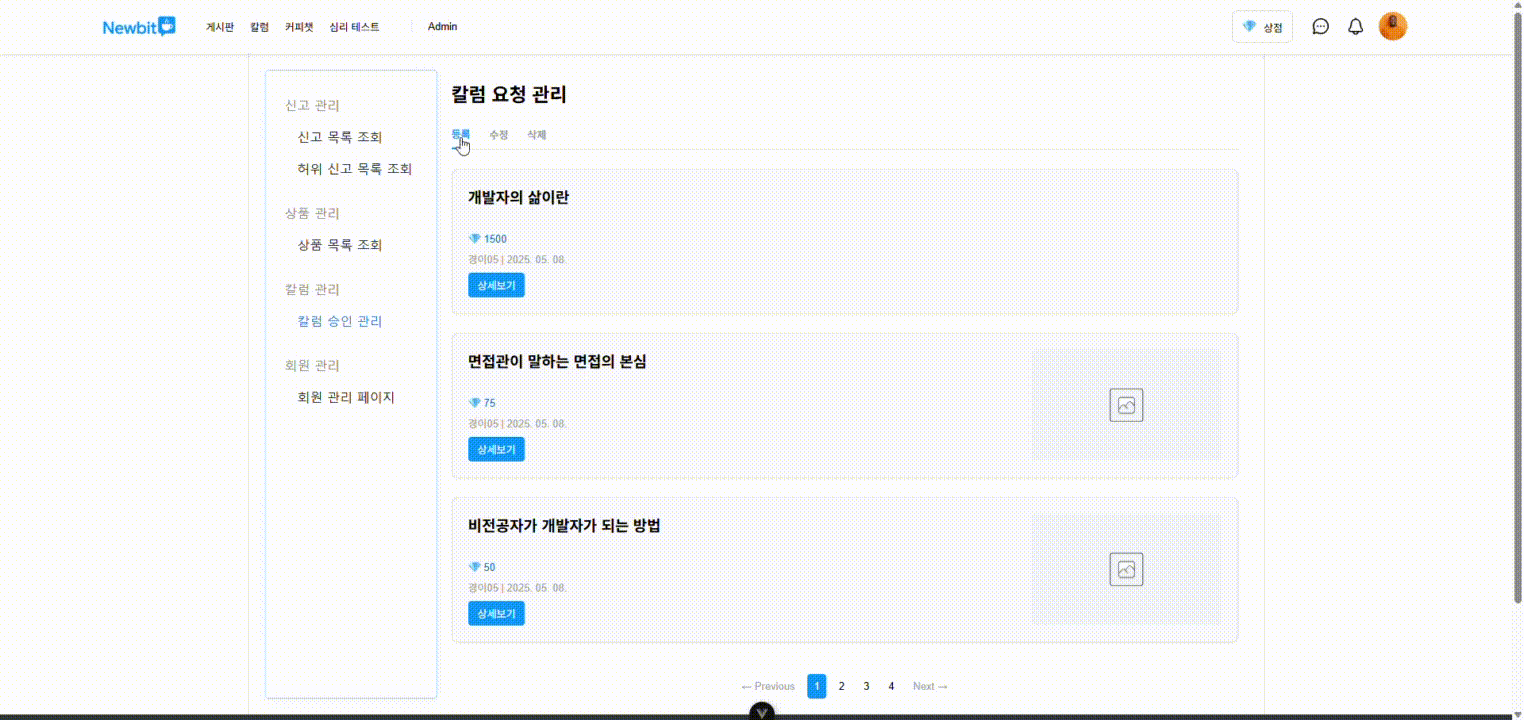 Newbit 게시판 칼럼 커피챗 심리 테스트 Admin 상점
신고 관리
신고 목록 조회
허위 신고 목록 조회
상품 관리
상품 목록 조회
칼럼 관리
칼럼 승인 관리
회원 관리
회원 관리 페이지
칼럼 요청 관리
등록 수정 삭제
개발자의 삶이란
1500
경이05 | 2025. 05. 08.
상세보기
면접관이 말하는 면접의 본심
75
경이05 | 2025. 05. 08.
상세보기
비전공자가 개발자가 되는 방법
50
경이05 | 2025. 05. 08.
상세보기
← Previous 1 2 3 4 Next →